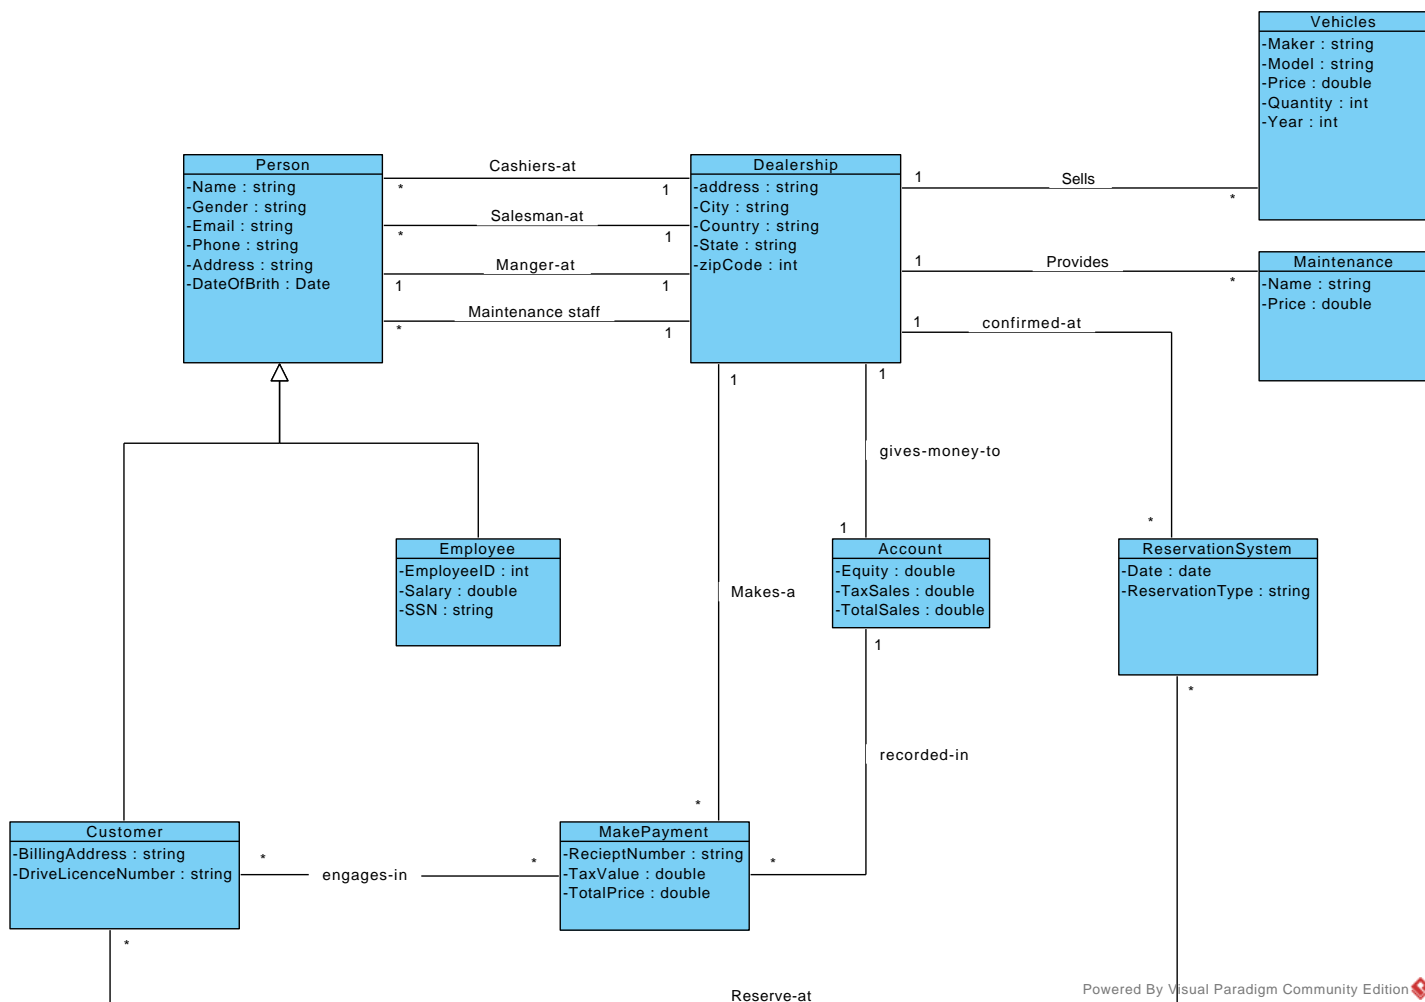 Vehicles
-Maker : string
-Model : string
-Price : double
-Quantity : int
-Year : int
Person
-Name : string
-Gender : string
-Email : string
-Phone : string
-Address : string
-DateOfBrith : Date
Cashiers-at
*
1
Salesman-at
*
1
Manger-at
1
1
Maintenance staff
*
1
Dealership
-address : string
-City : string
-Country : string
-State : string
-zipCode : int
1
Sells
*
1
Provides
*
Maintenance
-Name : string
-Price : double
1
confirmed-at
*
1
1
gives-money-to
1
Employee
-EmployeeID : int
-Salary : double
-SSN : string
Makes-a
*
Account
-Equity : double
-TaxSales : double
-TotalSales : double
1
recorded-in
*
ReservationSystem
-Date : date
-ReservationType : string
*
Customer
-BillingAddress : string
-DriveLicenceNumber : string
*
engages-in
*
MakePayment
-RecieptNumber : string
-TaxValue : double
-TotalPrice : double
*
Reserve-at
Powered By Visual Paradigm Community Edition